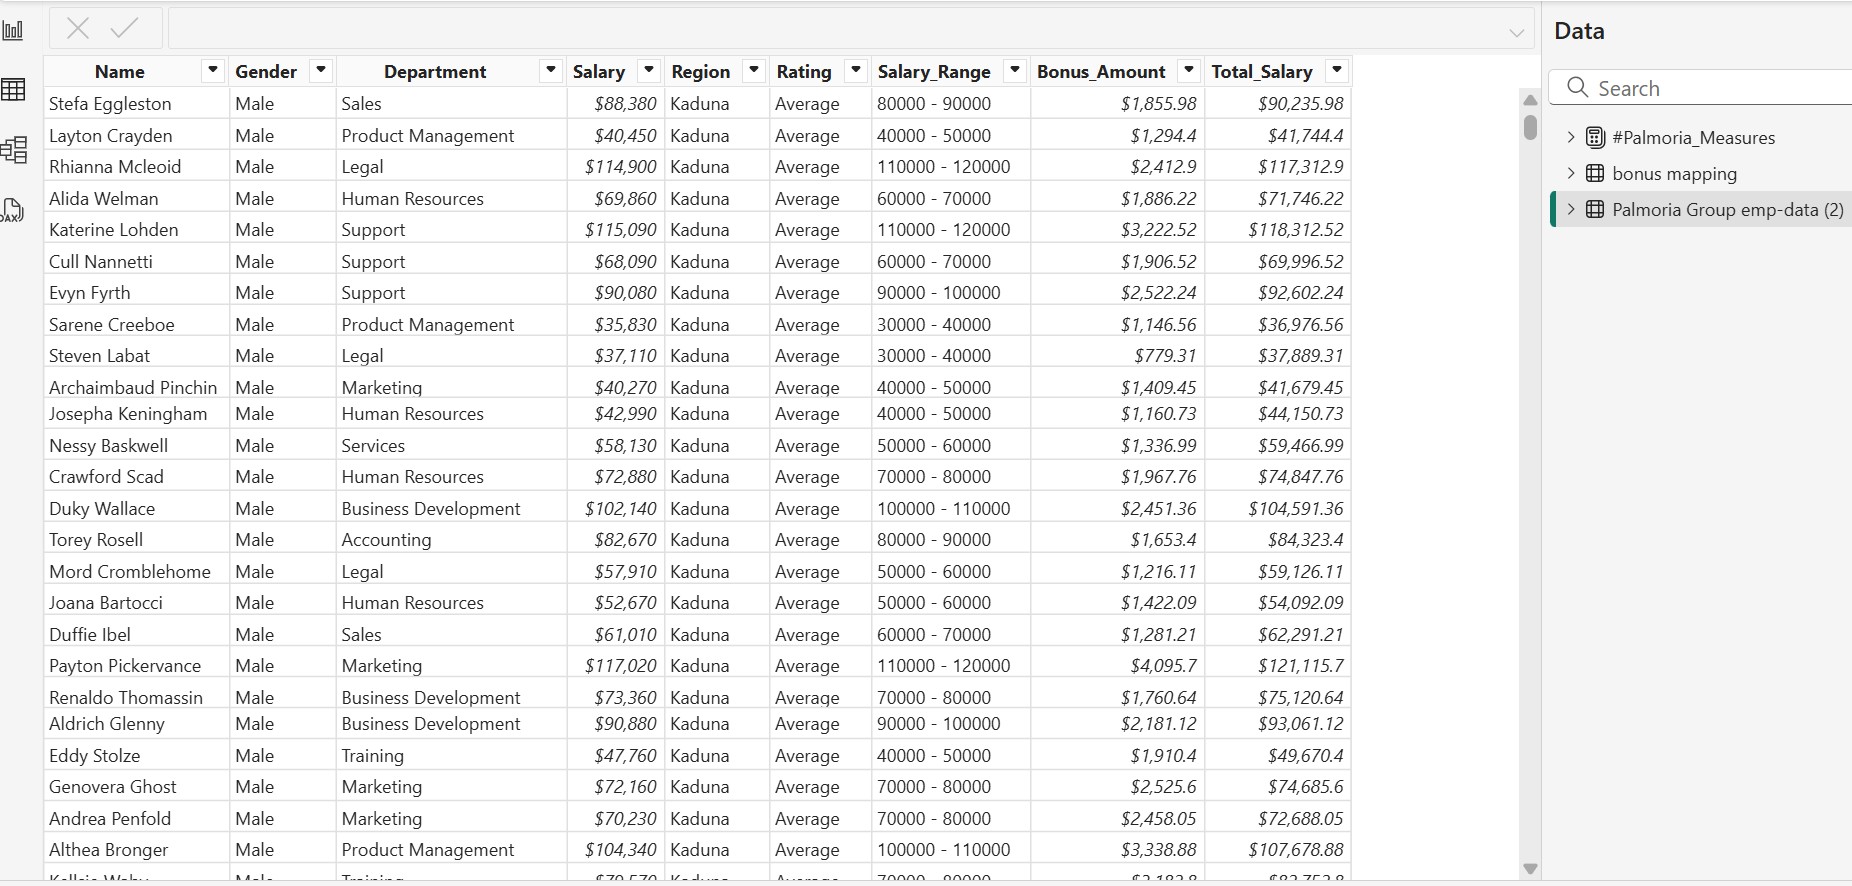 Data
Name Gender Department Salary Region Rating Salary_Range Bonus_Amount Total_Salary
Search
Stefa Eggleston Male Sales $88,380 Kaduna Average 80000 - 90000 $1,855.98 $90,235.98
Layton Crayden Male Product Management $40,450 Kaduna Average 40000 - 50000 $1,294.4 $41,744.4
#Palmoria_Measures
Rhianna Mcleoid Male Legal $114,900 Kaduna Average 110000 - 120000 $2,412.9 $117,312.9
bonus mapping
Alida Welman Male Human Resources $69,860 Kaduna Average 60000 - 70000 $1,886.22 $71,746.22
Palmoria Group emp-data (2)
Katerine Lohden Male Support $115,090 Kaduna Average 110000 - 120000 $3,222.52 $118,312.52
Cull Nannetti Male Support $68,090 Kaduna Average 60000 - 70000 $1,906.52 $69,996.52
Evyn Fyrth Male Support $90,080 Kaduna Average 90000 - 100000 $2,522.24 $92,602.24
Sarene Creeboe Male Product Management $35,830 Kaduna Average 30000 - 40000 $1,146.56 $36,976.56
Steven Labat Male Legal $37,110 Kaduna Average 30000 - 40000 $779.31 $37,889.31
Archaimbaud Pinchin Male Marketing $40,270 Kaduna Average 40000 - 50000 $1,409.45 $41,679.45
Josepha Keningham Male Human Resources $42,990 Kaduna Average 40000 - 50000 $1,160.73 $44,150.73
Nessy Baskwell Male Services $58,130 Kaduna Average 50000 - 60000 $1,336.99 $59,466.99
Crawford Scad Male Human Resources $72,880 Kaduna Average 70000 - 80000 $1,967.76 $74,847.76
Duky Wallace Male Business Development $102,140 Kaduna Average 100000 - 110000 $2,451.36 $104,591.36
Torey Rosell Male Accounting $82,670 Kaduna Average 80000 - 90000 $1,653.4 $84,323.4
Mord Cromblehome Male Legal $57,910 Kaduna Average 50000 - 60000 $1,216.11 $59,126.11
Joana Bartocci Male Human Resources $52,670 Kaduna Average 50000 - 60000 $1,422.09 $54,092.09
Duffie Ibel Male Sales $61,010 Kaduna Average 60000 - 70000 $1,281.21 $62,291.21
Payton Pickervance Male Marketing $117,020 Kaduna Average 110000 - 120000 $4,095.7 $121,115.7
Renaldo Thomassin Male Business Development $73,360 Kaduna Average 70000 - 80000 $1,760.64 $75,120.64
Aldrich Glenny Male Business Development $90,880 Kaduna Average 90000 - 100000 $2,181.12 $93,061.12
Eddy Stolze Male Training $47,760 Kaduna Average 40000 - 50000 $1,910.4 $49,670.4
Genovera Ghost Male Marketing $72,160 Kaduna Average 70000 - 80000 $2,525.6 $74,685.6
Andrea Penfold Male Marketing $70,230 Kaduna Average 70000 - 80000 $2,458.05 $72,688.05
Althea Bronger Male Product Management $104,340 Kaduna Average 100000 - 110000 $3,338.88 $107,678.88